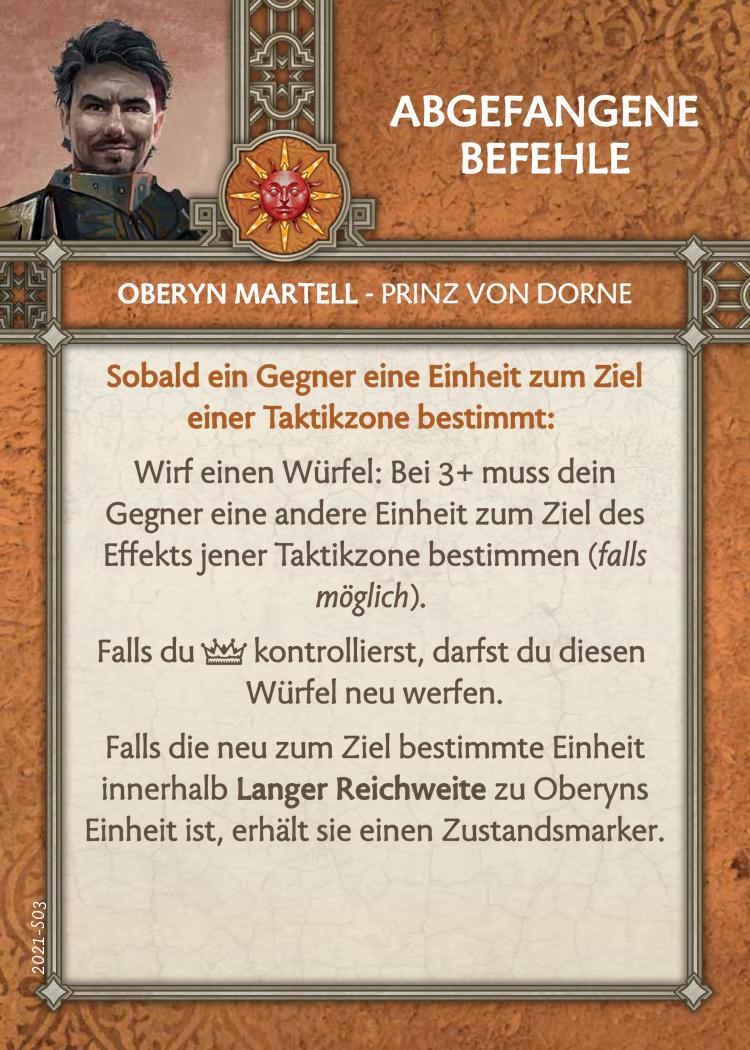 ABGEFANGENE
BEFEHLE
OBERYN MARTELL - PRINZ VON DORNE
Sobald ein Gegner eine Einheit zum Ziel
einer Taktikzone bestimmt:
Wirf einen Würfel: Bei 3+ muss dein
Gegner eine andere Einheit zum Ziel des
Effekts jener Taktikzone bestimmen (falls
möglich).
Falls du kontrollierst, darfst du diesen
Würfel neu werfen.
Falls die neu zum Ziel bestimmte Einheit
innerhalb Langer Reichweite zu Oberyns
Einheit ist, erhält sie einen Zustandsmarker.
2021-S03